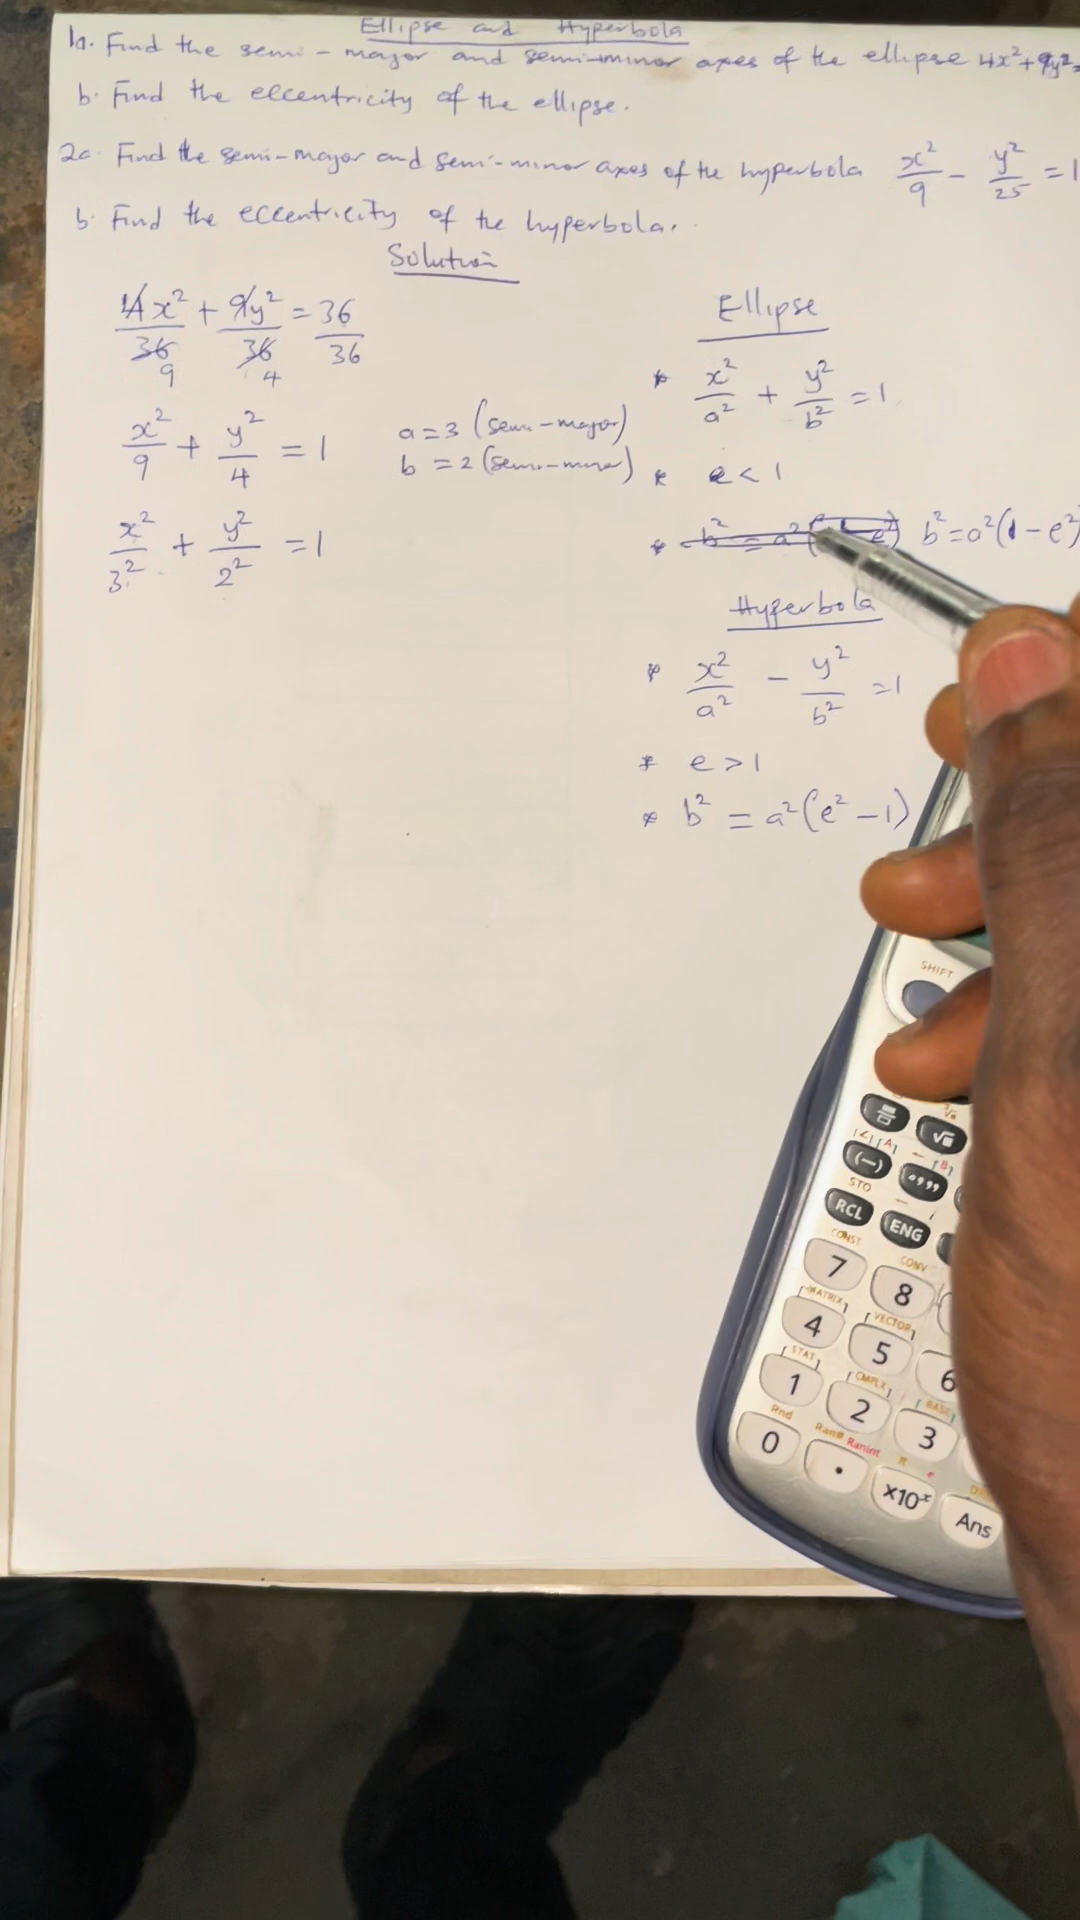 Ellipse and Hyperbola
1a. Find the semi-major and semi-minor axes of the ellipse 4x²+9y²=
b. Find the eccentricity of the ellipse.
2a. Find the semi-major and semi-minor axes of the hyperbola x²/9 - y²/25 = 1
b. Find the eccentricity of the hyperbola.
Solution
4x²/36 + 9y²/36 = 36/36
9 4
x²/9 + y²/4 = 1
a=3 (semi-major)
b=2 (semi-minor)
x²/3² + y²/2² = 1
Ellipse
* x²/a² + y²/b² = 1
* e<1
* b² = a² b²=a²(1-e²)
Hyperbola
* x²/a² - y²/b² =1
* e>1
* b² = a²(e²-1)
SHIFT
√
(-)
STO
RCL ENG
CONST CONV
7 8
MATRIX VECTOR
4 5 6
STAT CMPLX BASE
1 2 3
Rnd Ran# RanInt π e
0 . ×10ˣ Ans